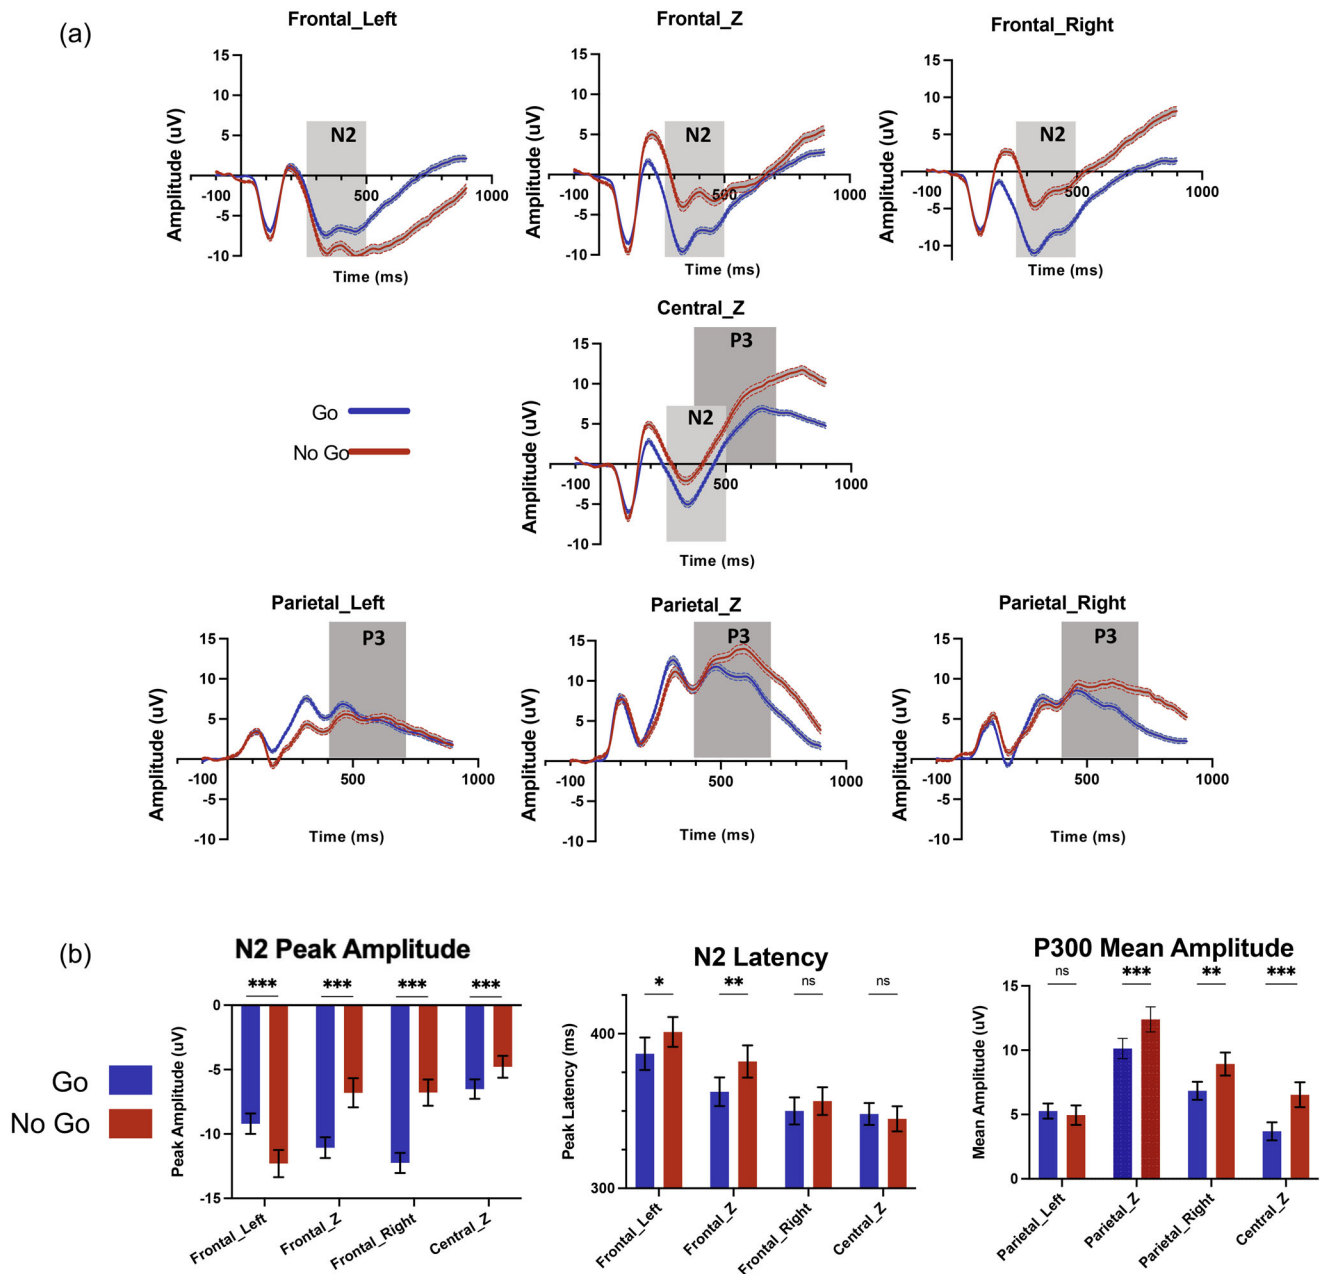 (a)
Frontal_Left
Amplitude (uV)
15
10
5
-5
-10
-100
500
1000
N2
Time (ms)
Frontal_Z
Amplitude (uV)
15
10
5
-5
-10
-100
500
1000
N2
Time (ms)
Frontal_Right
Amplitude (uV)
15
10
5
-5
-10
-100
500
1000
N2
Time (ms)
Go
No Go
Central_Z
Amplitude (uV)
15
10
5
-5
-10
-100
500
1000
P3
N2
Time (ms)
Parietal_Left
Amplitude (uV)
15
10
5
-5
-10
-100
500
1000
P3
Time (ms)
Parietal_Z
Amplitude (uV)
15
10
5
-5
-10
-100
500
1000
P3
Time (ms)
Parietal_Right
Amplitude (uV)
15
10
5
-5
-10
-100
500
1000
P3
Time (ms)
(b)
Go
No Go
N2 Peak Amplitude
*** *** *** ***
Peak Amplitude (uV)
0
-5
-10
-15
Frontal_Left
Frontal_Z
Frontal_Right
Central_Z
N2 Latency
* ** ns ns
Peak Latency (ms)
400
300
Frontal_Left
Frontal_Z
Frontal_Right
Central_Z
P300 Mean Amplitude
ns *** ** ***
Mean Amplitude (uV)
15
10
5
0
Parietal_Left
Parietal_Z
Parietal_Right
Central_Z